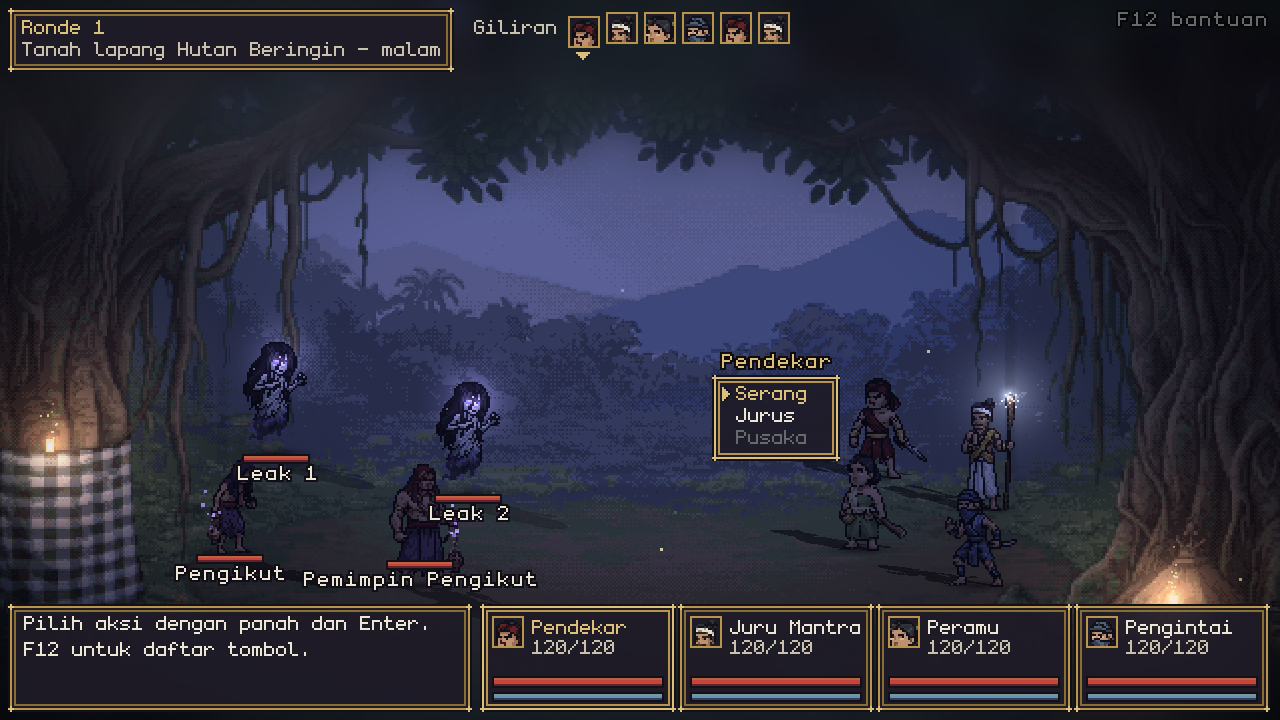 Ronde 1
Tanah lapang Hutan Beringin - malam
Giliran
F12 bantuan
Pendekar
Serang
Jurus
Pusaka
Leak 1
Leak 2
Pengikut
Pemimpin Pengikut
Pilih aksi dengan panah dan Enter.
F12 untuk daftar tombol.
Pendekar
120/120
Juru Mantra
120/120
Peramu
120/120
Pengintai
120/120